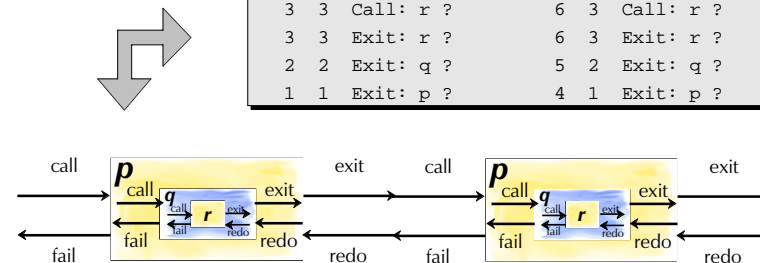 3 3 Call: r ? 6 3 Call: r ?
3 3 Exit: r ? 6 3 Exit: r ?
2 2 Exit: q ? 5 2 Exit: q ?
1 1 Exit: p ? 4 1 Exit: p ?
call exit call exit
p p
call q exit call q exit
call r exit call r exit
fail redo fail redo
fail redo fail redo
fail redo fail redo